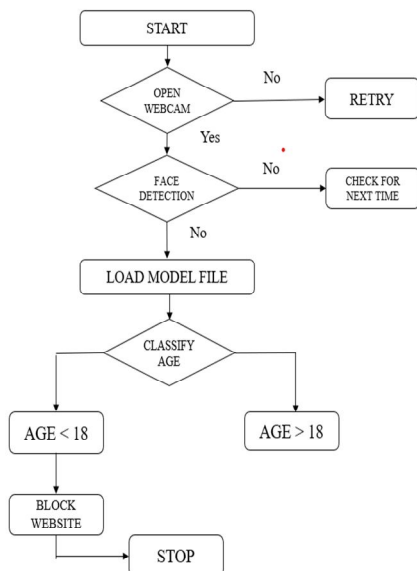 START
No
OPEN
WEBCAM
RETRY
Yes
FACE
DETECTION
No
CHECK FOR
NEXT TIME
No
LOAD MODEL FILE
CLASSIFY
AGE
AGE < 18
AGE > 18
BLOCK
WEBSITE
STOP